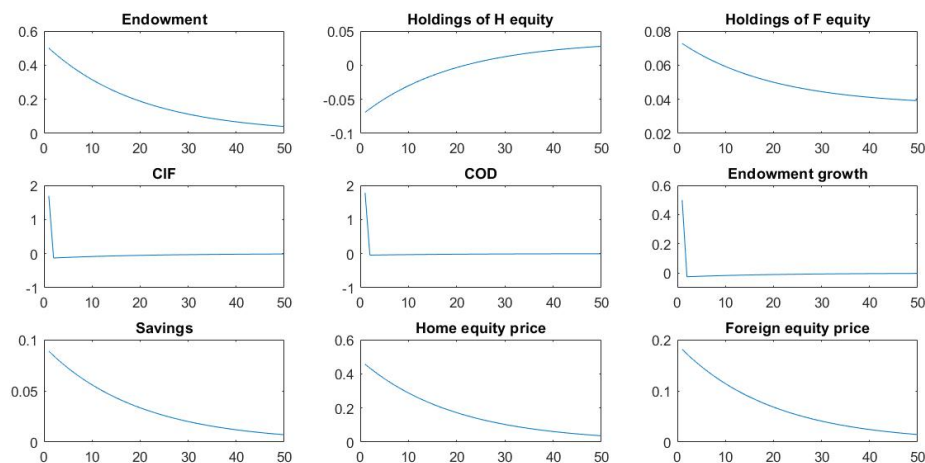 Endowment
0.6
0.4
0.2
0
0 10 20 30 40 50
Holdings of H equity
0.05
0
-0.05
-0.1
0 10 20 30 40 50
Holdings of F equity
0.08
0.06
0.04
0.02
0 10 20 30 40 50
CIF
2
1
0
-1
0 10 20 30 40 50
COD
2
1
0
-1
0 10 20 30 40 50
Endowment growth
0.6
0.4
0.2
0
0 10 20 30 40 50
Savings
0.1
0.05
0
0 10 20 30 40 50
Home equity price
0.6
0.4
0.2
0
0 10 20 30 40 50
Foreign equity price
0.2
0.1
0
0 10 20 30 40 50